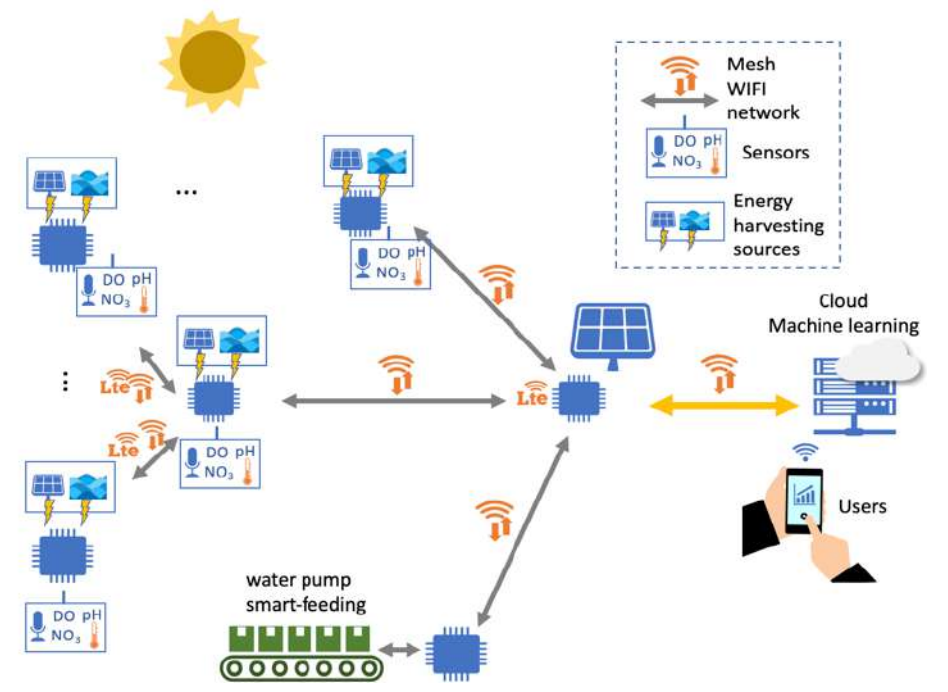 Mesh
WIFI
network
DO pH
NO₃
Sensors
Energy
harvesting
sources
...
DO pH
NO₃
DO pH
NO₃
Cloud
Machine learning
Lte
DO pH
NO₃
Lte
...
Lte
Users
DO pH
NO₃
water pump
smart-feeding